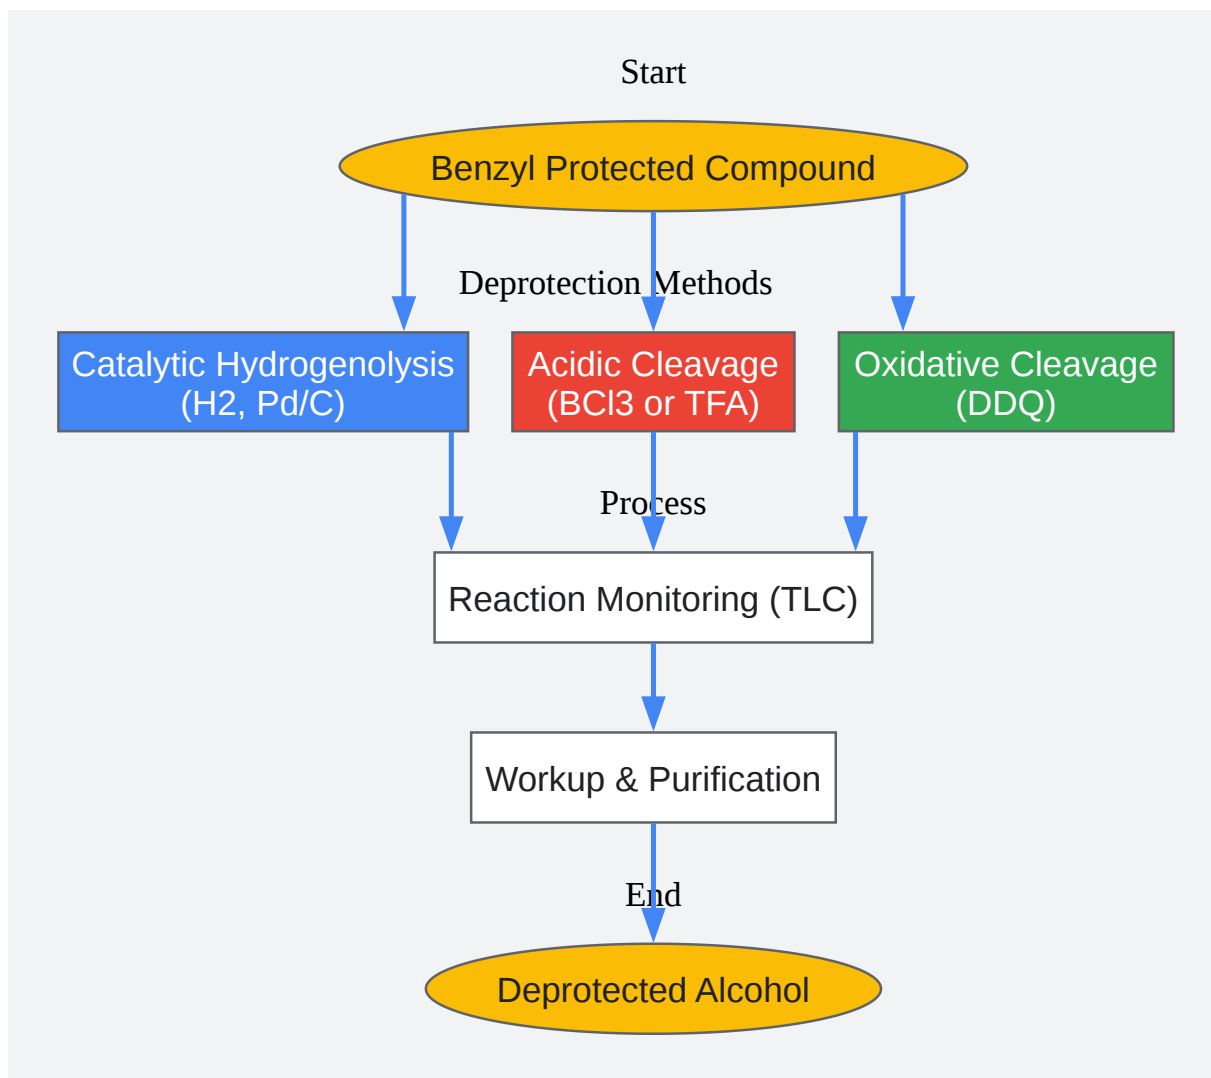 Start
Benzyl Protected Compound
Deprotection Methods
Catalytic Hydrogenolysis
(H2, Pd/C)
Acidic Cleavage
(BCl3 or TFA)
Oxidative Cleavage
(DDQ)
Process
Reaction Monitoring (TLC)
Workup & Purification
End
Deprotected Alcohol